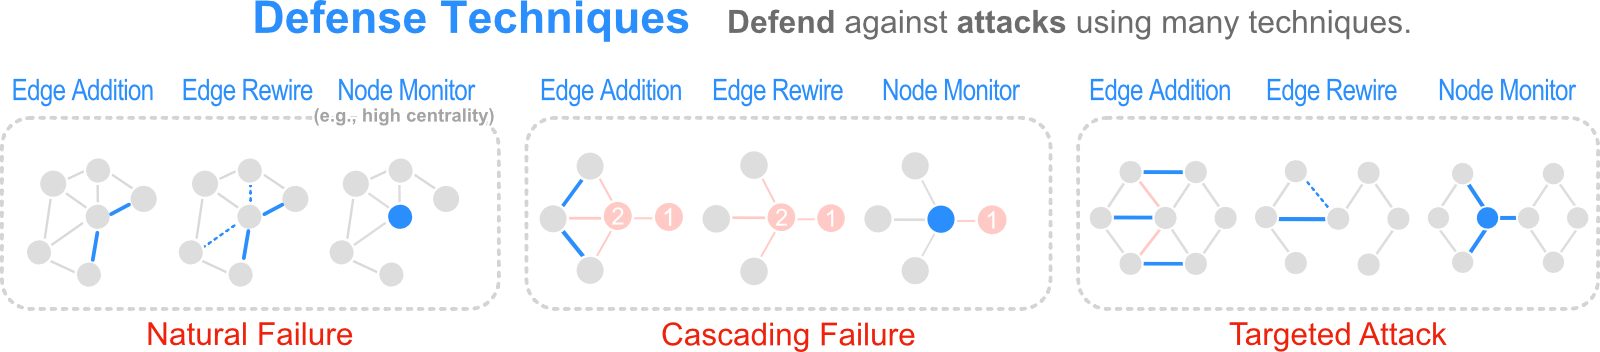 Defense Techniques Defend against attacks using many techniques.
Edge Addition Edge Rewire Node Monitor
(e.g., high centrality)
2 1
Natural Failure
Edge Addition Edge Rewire Node Monitor
2 1 2 1 1
Cascading Failure
Edge Addition Edge Rewire Node Monitor
Targeted Attack